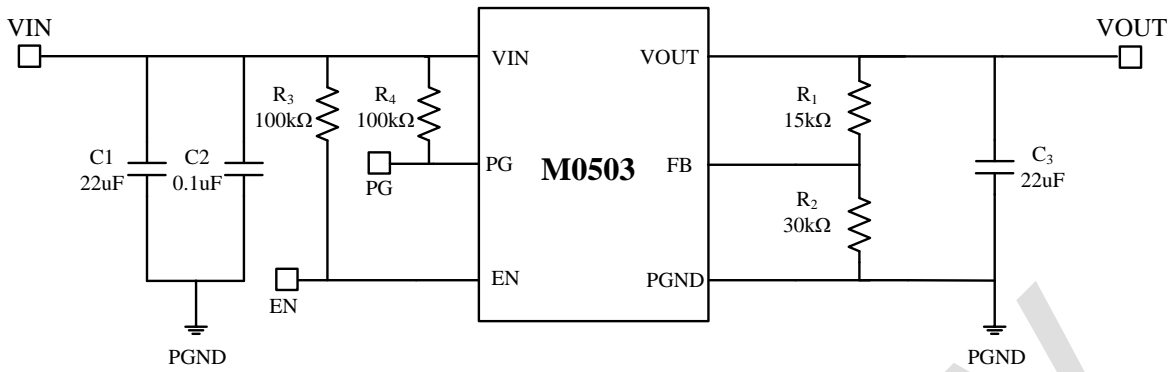 VIN
VOUT
VIN
VOUT
R3
100kΩ
R4
100kΩ
R1
15kΩ
C1
22uF
C2
0.1uF
PG
PG
M0503
FB
C3
22uF
R2
30kΩ
EN
EN
PGND
PGND
PGND